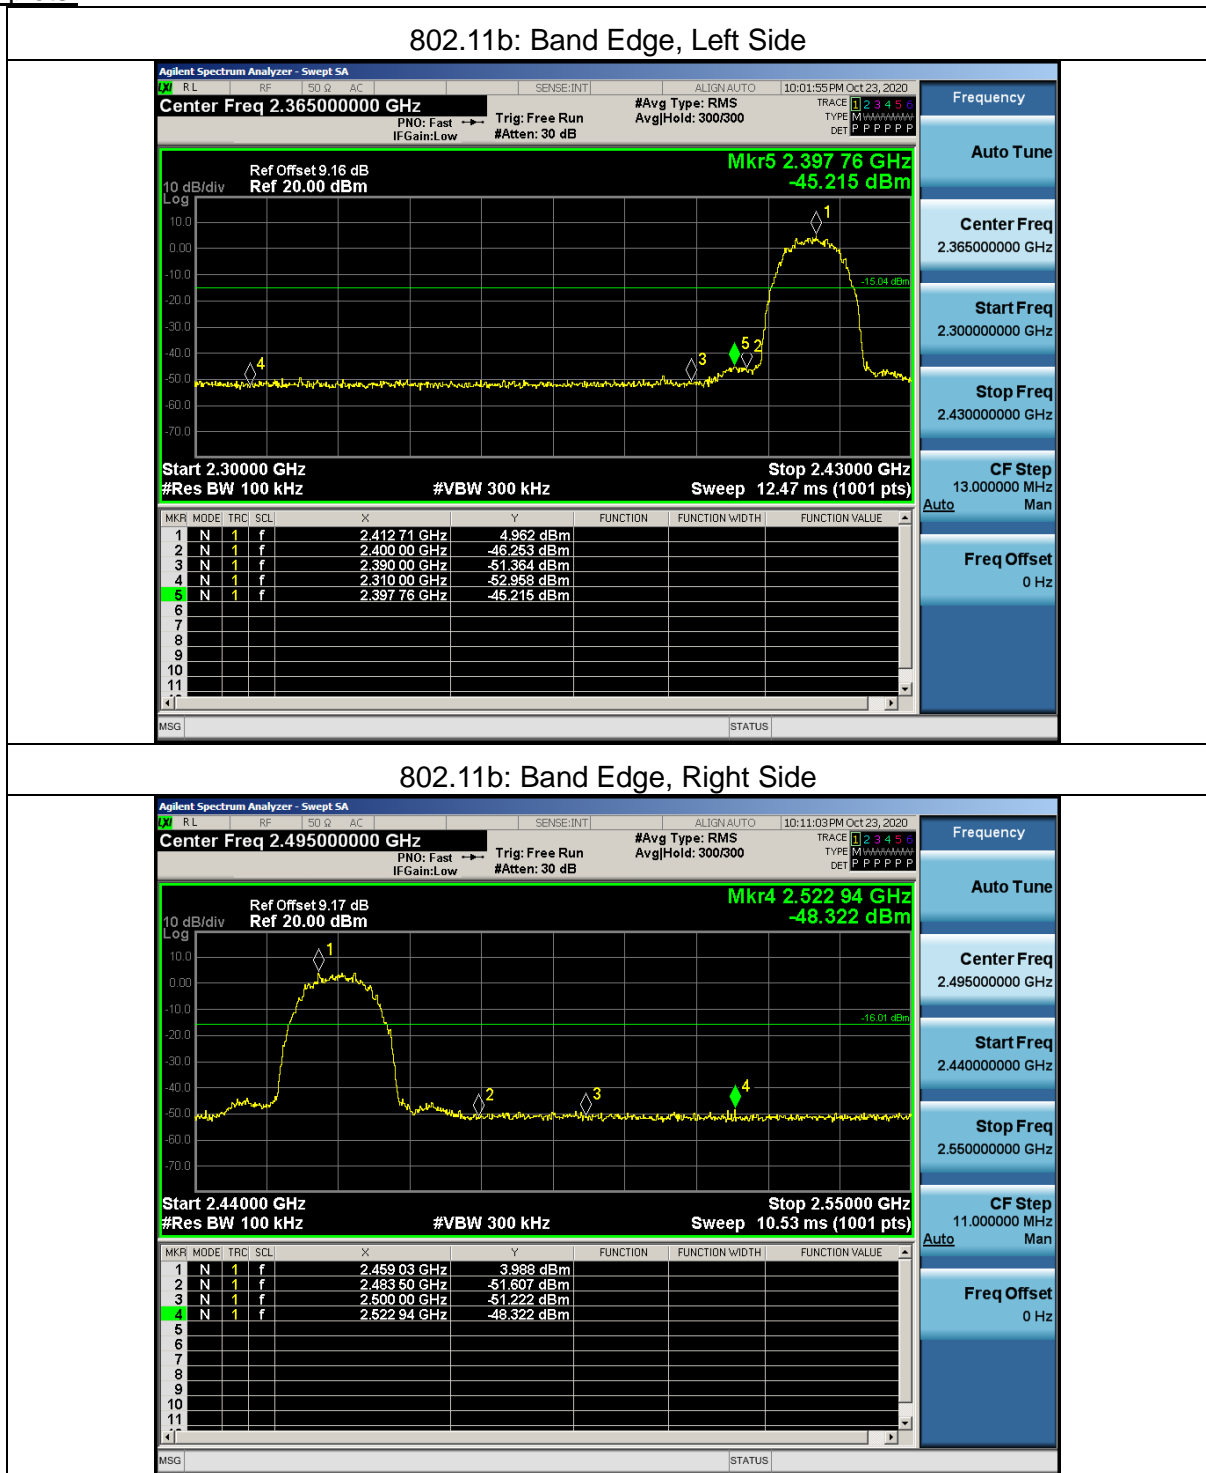 802.11b: Band Edge, Left Side
Agilent Spectrum Analyzer - Swept SA
LXI RL RF 50 Ω AC SENSE:INT ALIGN AUTO 10:01:55 PM Oct 23, 2020
Center Freq 2.365000000 GHz #Avg Type: RMS TRACE 1 2 3 4 5 6
PNO: Fast Trig: Free Run Avg|Hold: 300/300 TYPE M WWWWW
IFGain:Low #Atten: 30 dB DET P P P P P P
Mkr5 2.397 76 GHz
-45.215 dBm
Ref Offset 9.16 dB
10 dB/div Ref 20.00 dBm
Log
10.0
0.00
-10.0
-20.0
-30.0
-40.0
-50.0
-60.0
-70.0
1
-15.04 dBm
5 2
3
4
Start 2.30000 GHz Stop 2.43000 GHz
#Res BW 100 kHz #VBW 300 kHz Sweep 12.47 ms (1001 pts)
MKR MODE TRC SCL X Y FUNCTION FUNCTION WIDTH FUNCTION VALUE
1 N 1 f 2.412 71 GHz 4.962 dBm
2 N 1 f 2.400 00 GHz -46.253 dBm
3 N 1 f 2.390 00 GHz -51.364 dBm
4 N 1 f 2.310 00 GHz -52.958 dBm
5 N 1 f 2.397 76 GHz -45.215 dBm
6
7
8
9
10
11
MSG STATUS
Frequency
Auto Tune
Center Freq
2.365000000 GHz
Start Freq
2.300000000 GHz
Stop Freq
2.430000000 GHz
CF Step
13.000000 MHz
Auto Man
Freq Offset
0 Hz
802.11b: Band Edge, Right Side
Agilent Spectrum Analyzer - Swept SA
LXI RL RF 50 Ω AC SENSE:INT ALIGN AUTO 10:11:03 PM Oct 23, 2020
Center Freq 2.495000000 GHz #Avg Type: RMS TRACE 1 2 3 4 5 6
PNO: Fast Trig: Free Run Avg|Hold: 300/300 TYPE M WWWWW
IFGain:Low #Atten: 30 dB DET P P P P P P
Mkr4 2.522 94 GHz
-48.322 dBm
Ref Offset 9.17 dB
10 dB/div Ref 20.00 dBm
Log
10.0
0.00
-10.0
-20.0
-30.0
-40.0
-50.0
-60.0
-70.0
1
-16.01 dBm
2
3
4
Start 2.44000 GHz Stop 2.55000 GHz
#Res BW 100 kHz #VBW 300 kHz Sweep 10.53 ms (1001 pts)
MKR MODE TRC SCL X Y FUNCTION FUNCTION WIDTH FUNCTION VALUE
1 N 1 f 2.459 03 GHz 3.988 dBm
2 N 1 f 2.483 50 GHz -51.607 dBm
3 N 1 f 2.500 00 GHz -51.222 dBm
4 N 1 f 2.522 94 GHz -48.322 dBm
5
6
7
8
9
10
11
MSG STATUS
Frequency
Auto Tune
Center Freq
2.495000000 GHz
Start Freq
2.440000000 GHz
Stop Freq
2.550000000 GHz
CF Step
11.000000 MHz
Auto Man
Freq Offset
0 Hz